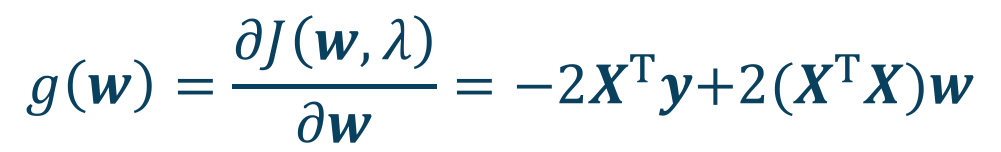 g(w) = ∂J(w, λ)/∂w = −2Xᵀy+2(XᵀX)w